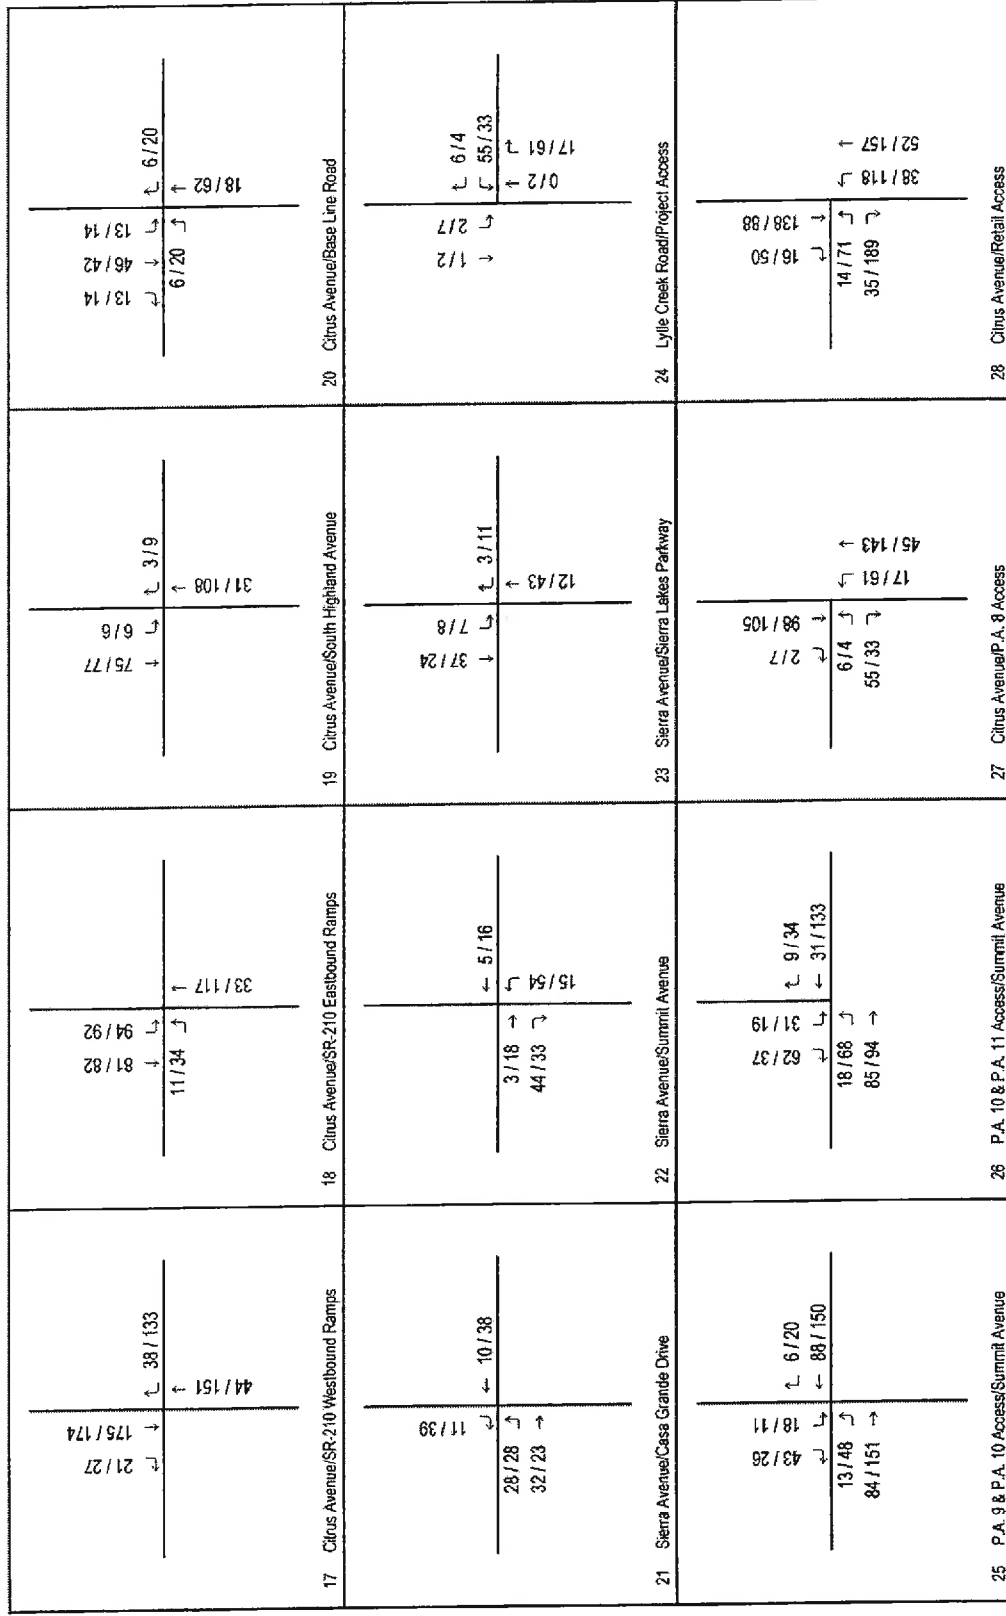 21 / 27
175 / 174
38 / 133
44 / 151
17 Citrus Avenue/SR-210 Westbound Ramps
81 / 82
94 / 92
11 / 34
33 / 117
18 Citrus Avenue/SR-210 Eastbound Ramps
75 / 77
6 / 6
3 / 9
31 / 108
19 Citrus Avenue/South Highland Avenue
13 / 14
46 / 42
13 / 14
6 / 20
6 / 20
18 / 62
20 Citrus Avenue/Base Line Road
11 / 39
10 / 38
28 / 28
32 / 23
21 Sierra Avenue/Casa Grande Drive
5 / 16
3 / 18
44 / 33
15 / 54
22 Sierra Avenue/Summit Avenue
37 / 24
7 / 8
3 / 11
12 / 43
23 Sierra Avenue/Sierra Lakes Parkway
1 / 2
2 / 7
6 / 4
55 / 33
0 / 2
17 / 61
24 Lytle Creek Road/Project Access
43 / 26
18 / 11
6 / 20
88 / 150
13 / 48
84 / 151
25 P.A. 9 & P.A. 10 Access/Summit Avenue
62 / 37
31 / 19
9 / 34
31 / 133
18 / 68
85 / 94
26 P.A. 10 & P.A. 11 Access/Summit Avenue
2 / 7
98 / 105
6 / 4
55 / 33
17 / 61
45 / 143
27 Citrus Avenue/P.A. 8 Access
16 / 50
138 / 88
14 / 71
35 / 189
38 / 118
52 / 157
28 Citrus Avenue/Retail Access